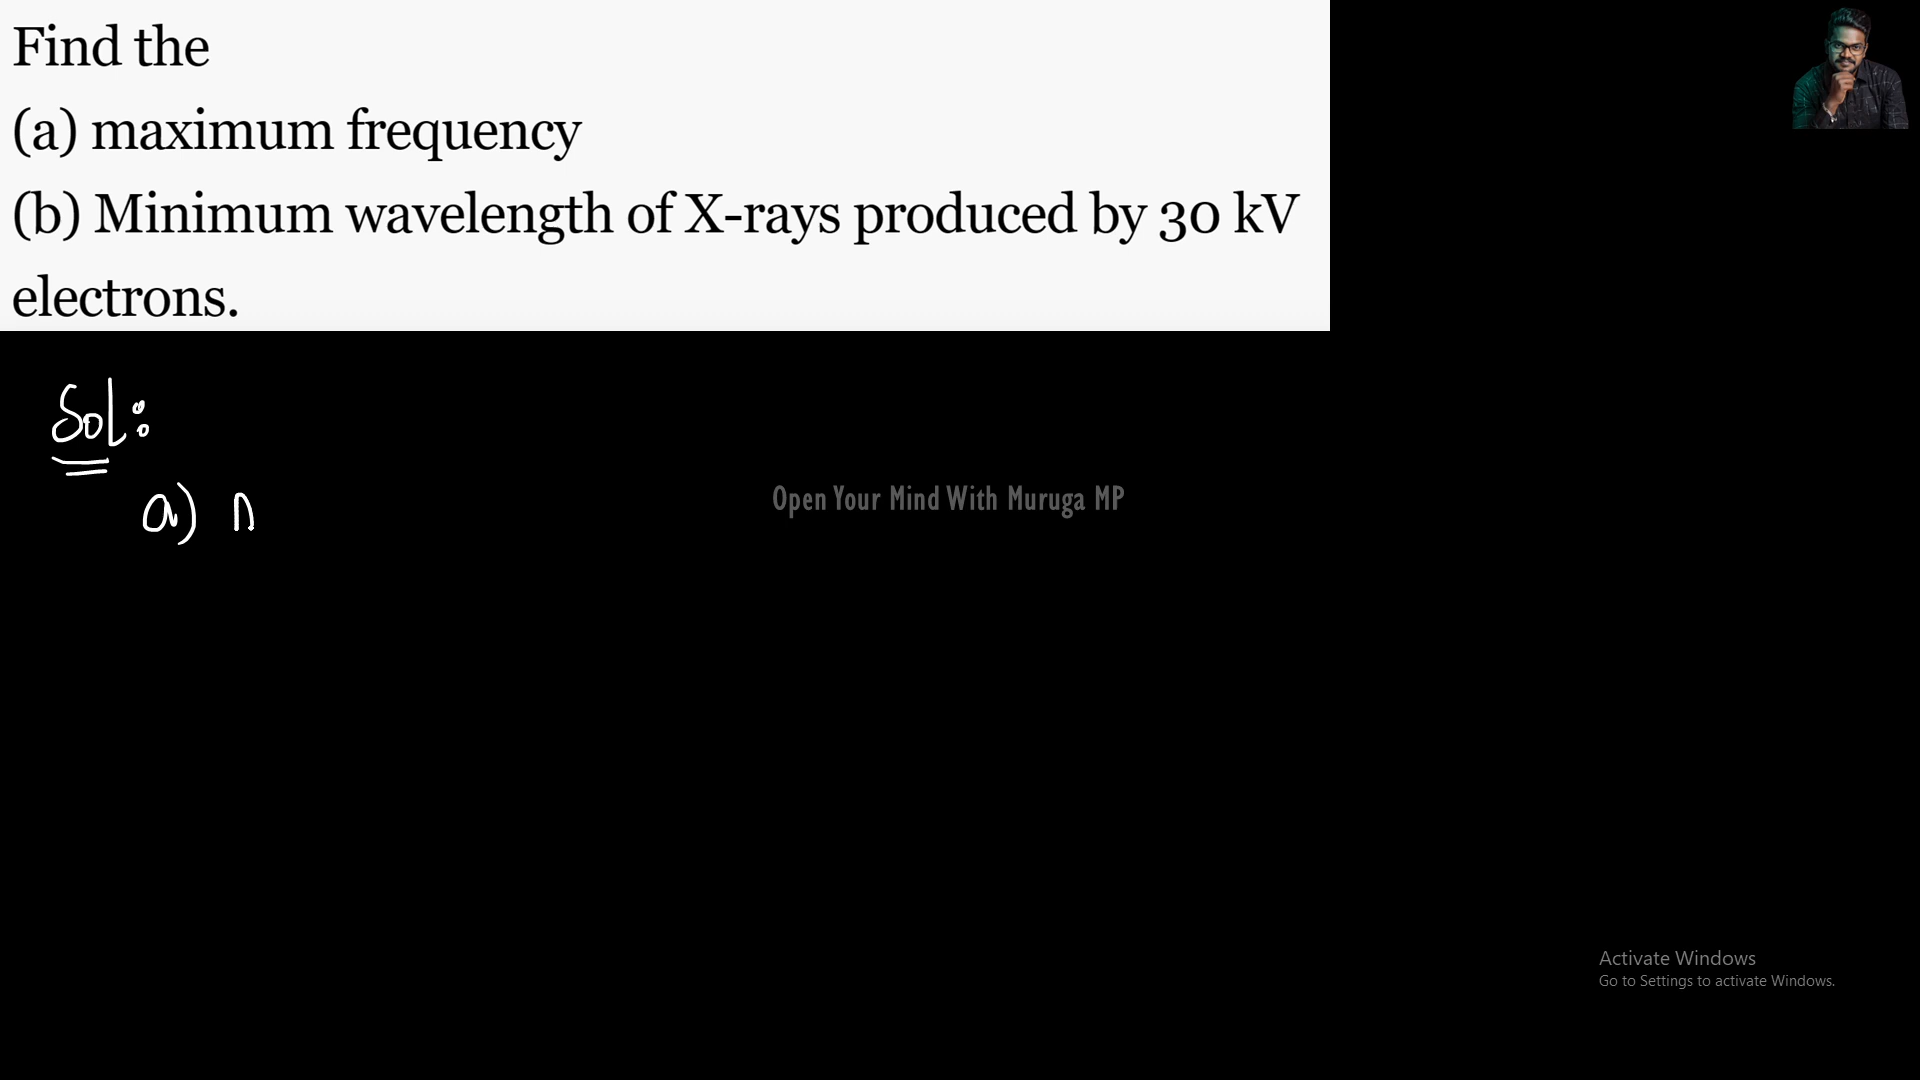 Find the
(a) maximum frequency
(b) Minimum wavelength of X-rays produced by 30 kV
electrons.
Sol:
a) n
Open Your Mind With Muruga MP
Activate Windows
Go to Settings to activate Windows.